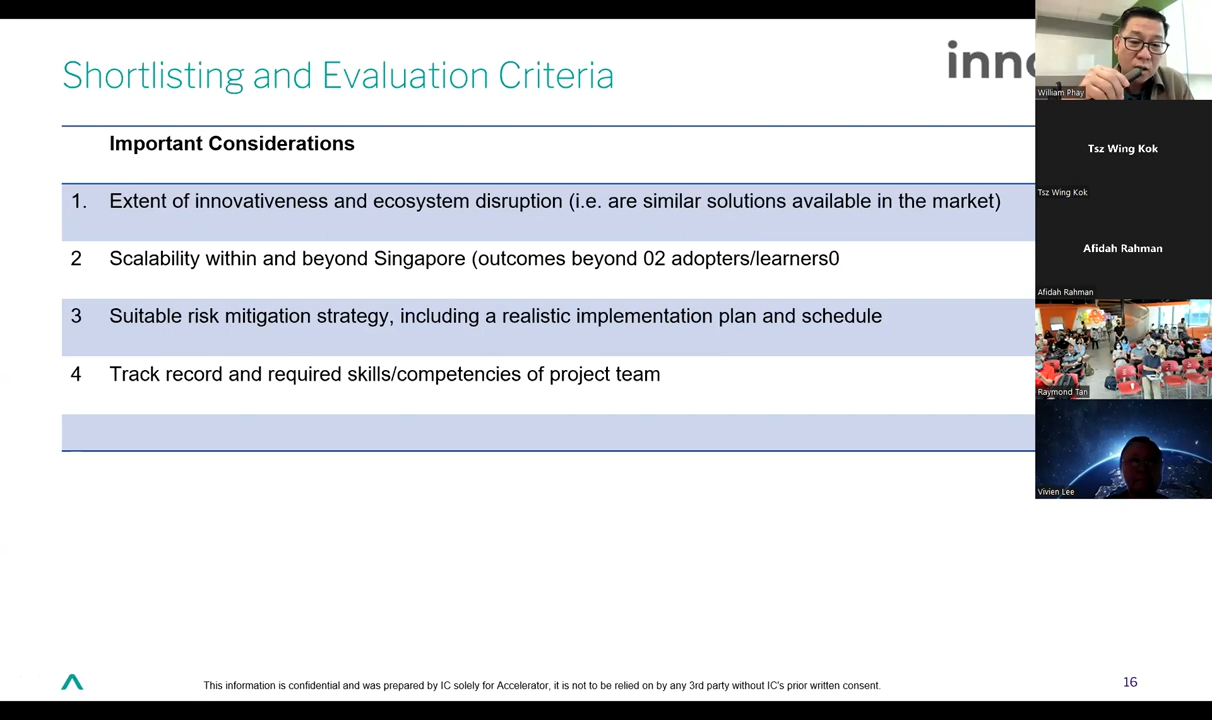 inno
Shortlisting and Evaluation Criteria
Important Considerations
1. Extent of innovativeness and ecosystem disruption (i.e. are similar solutions available in the market)
2 Scalability within and beyond Singapore (outcomes beyond 02 adopters/learners0
3 Suitable risk mitigation strategy, including a realistic implementation plan and schedule
4 Track record and required skills/competencies of project team
This information is confidential and was prepared by IC solely for Accelerator, it is not to be relied on by any 3rd party without IC's prior written consent.
16
William Phay
Tsz Wing Kok
Tsz Wing Kok
Afidah Rahman
Afidah Rahman
Raymond Tan
Vivien Lee